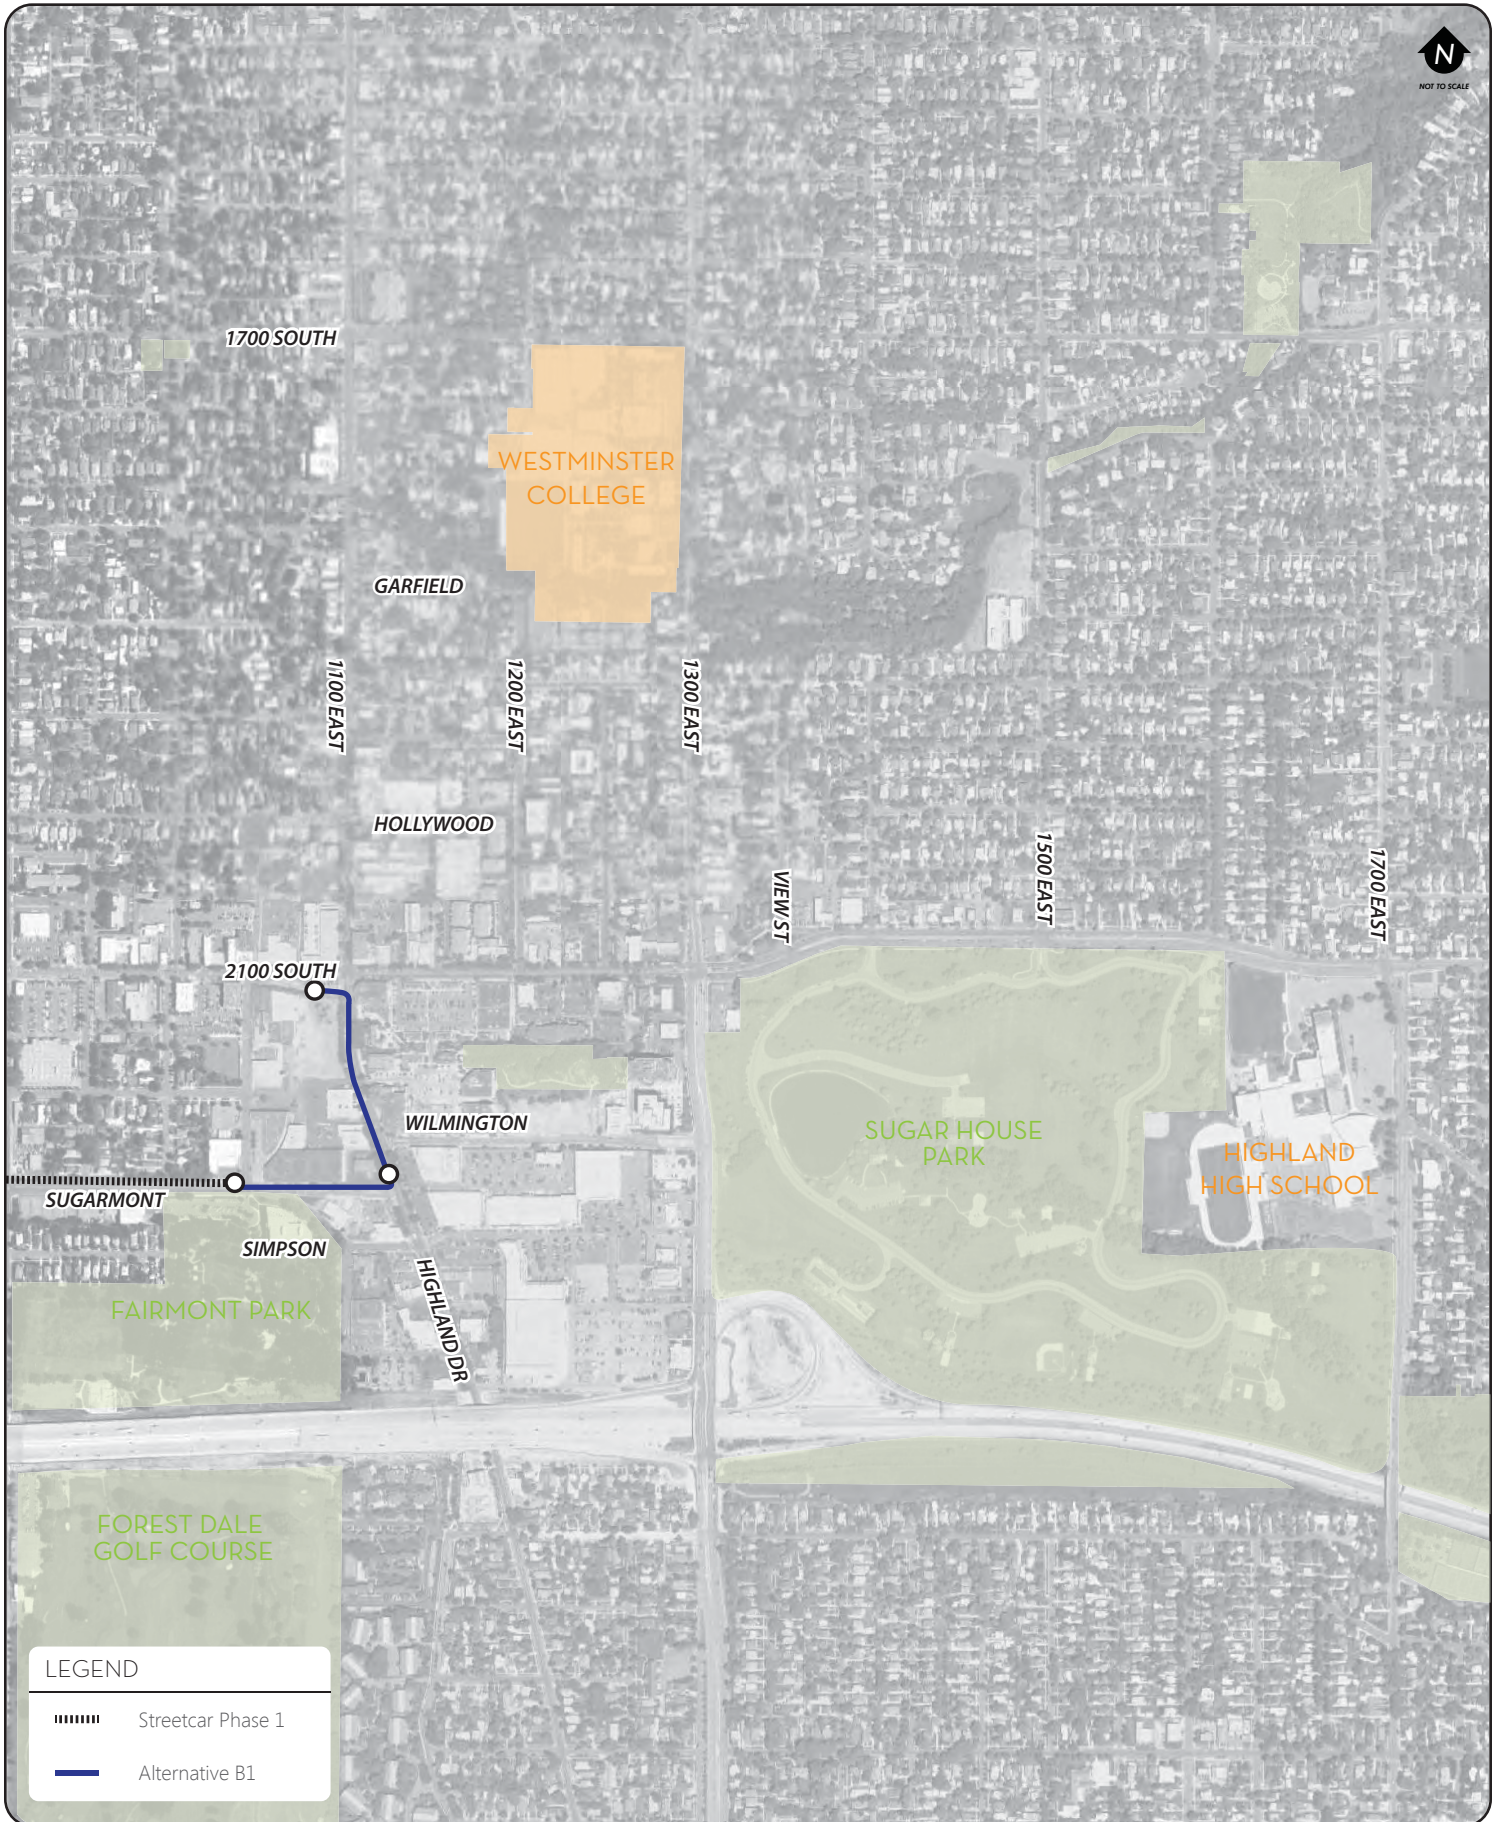 N
NOT TO SCALE
1700 SOUTH
WESTMINSTER
COLLEGE
GARFIELD
1100 EAST
1200 EAST
1300 EAST
HOLLYWOOD
VIEW ST
1500 EAST
1700 EAST
2100 SOUTH
WILMINGTON
SUGAR HOUSE
PARK
HIGHLAND
HIGH SCHOOL
SUGARMONT
SIMPSON
HIGHLAND DR
FAIRMONT PARK
FOREST DALE
GOLF COURSE
LEGEND
Streetcar Phase 1
Alternative B1